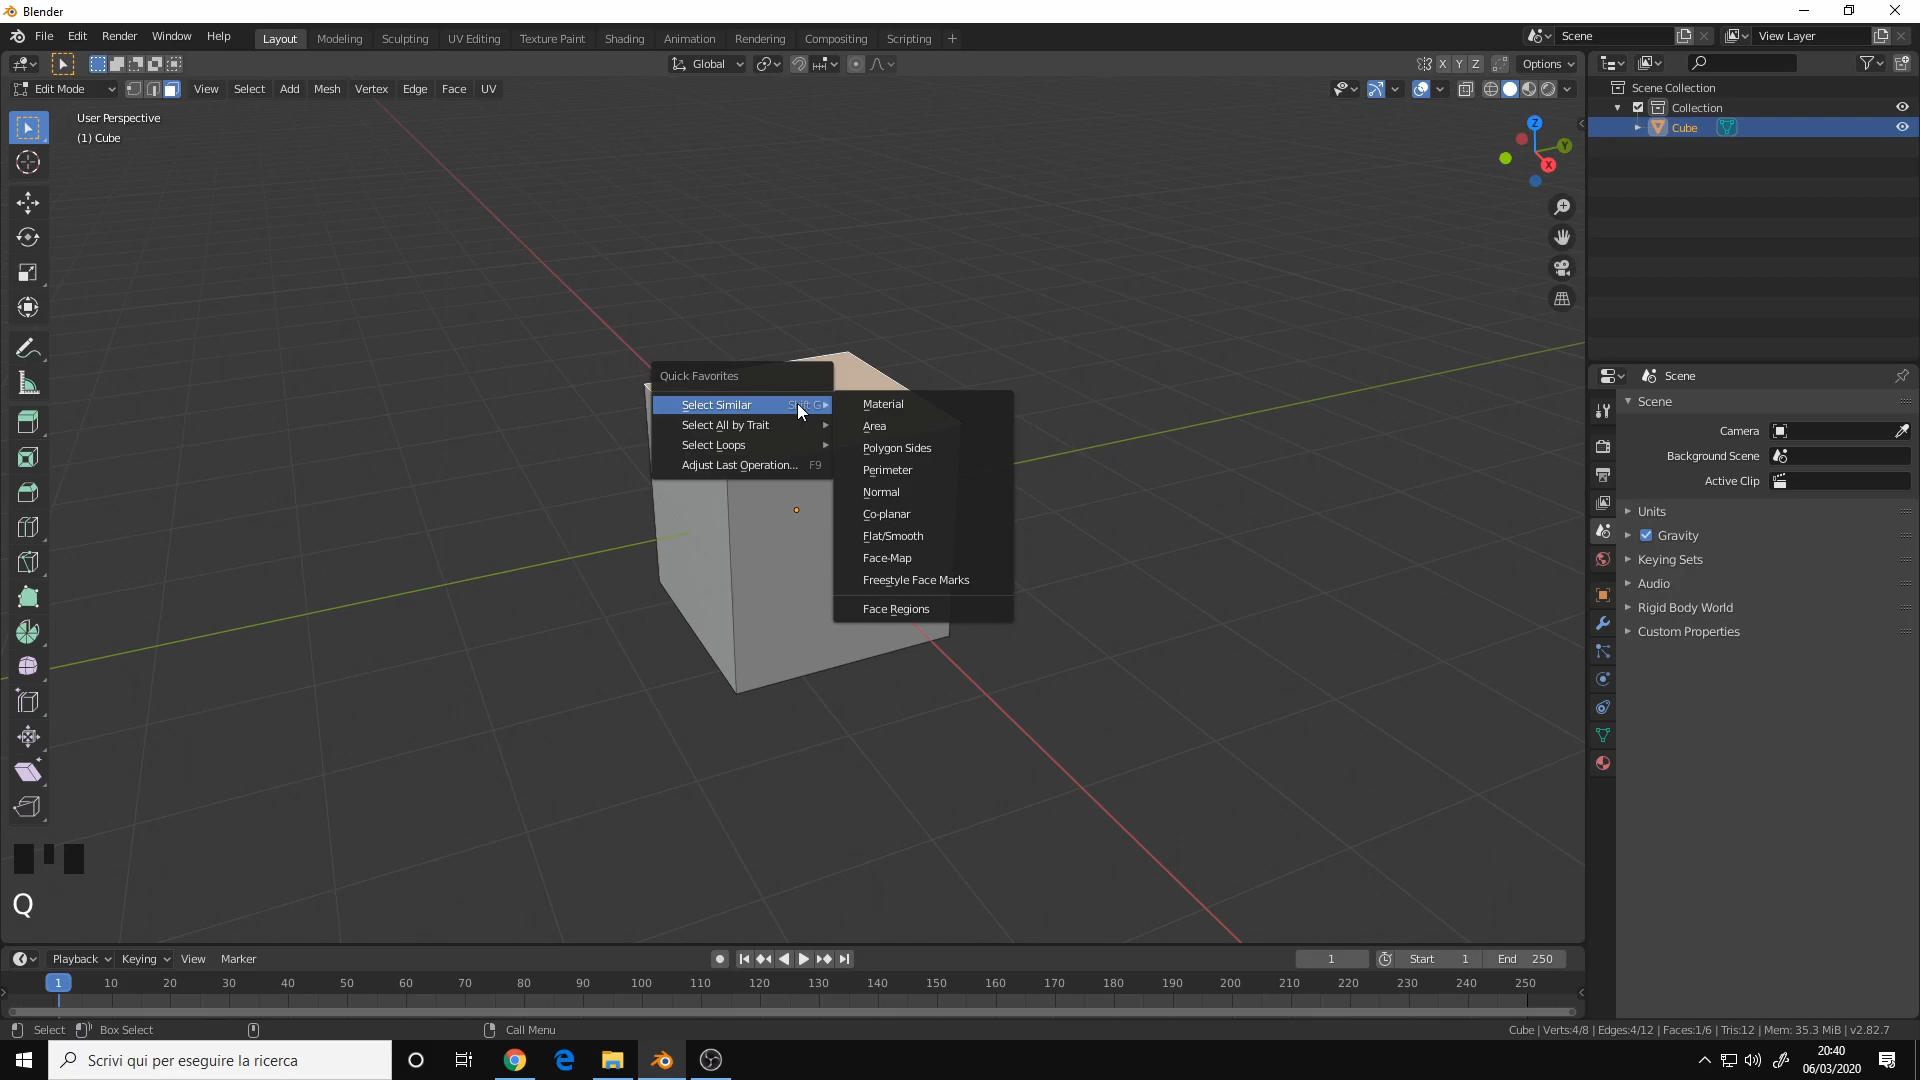 Blender
File Edit Render Window Help
Layout Modeling Sculpting UV Editing Texture Paint Shading Animation Rendering Compositing Scripting +
Scene
View Layer
Global
X Y Z
Options
Edit Mode
View Select Add Mesh Vertex Edge Face UV
User Perspective
(1) Cube
Z
Y
X
Scene Collection
Collection
Cube
Quick Favorites
Select Similar Shift G
Select All by Trait
Select Loops
Adjust Last Operation... F9
Material
Area
Polygon Sides
Perimeter
Normal
Co-planar
Flat/Smooth
Face-Map
Freestyle Face Marks
Face Regions
Scene
Scene
Camera
Background Scene
Active Clip
Units
Gravity
Keying Sets
Audio
Rigid Body World
Custom Properties
Q
Playback Keying View Marker
1
Start 1
End 250
1 10 20 30 40 50 60 70 80 90 100 110 120 130 140 150 160 170 180 190 200 210 220 230 240 250
Select Box Select Call Menu
Cube | Verts:4/8 | Edges:4/12 | Faces:1/6 | Tris:12 | Mem: 35.3 MiB | v2.82.7
Scrivi qui per eseguire la ricerca
20:40
06/03/2020